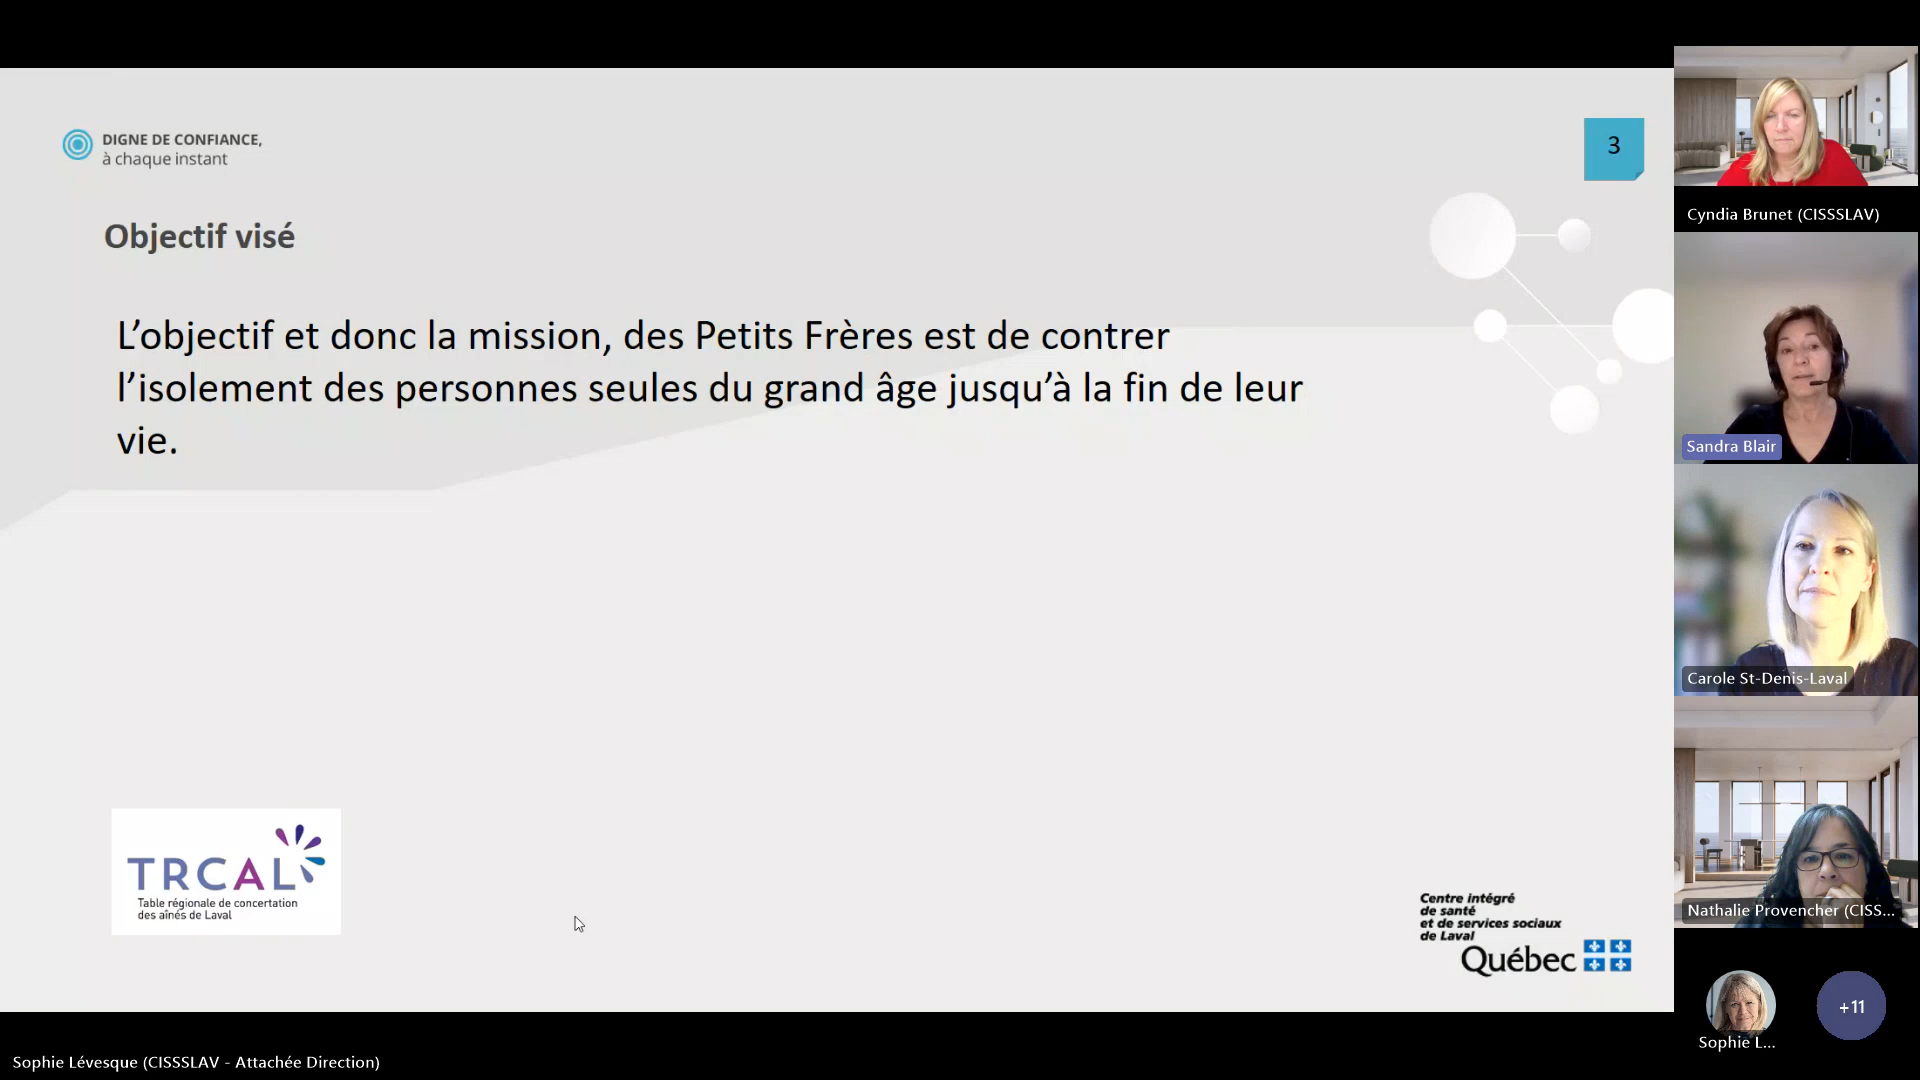 DIGNE DE CONFIANCE,
à chaque instant
3
Objectif visé
L’objectif et donc la mission, des Petits Frères est de contrer
l’isolement des personnes seules du grand âge jusqu’à la fin de leur
vie.
TRCAL
Table régionale de concertation
des aînés de Laval
Centre intégré
de santé
et de services sociaux
de Laval
Québec
Cyndia Brunet (CISSSLAV)
Sandra Blair
Carole St-Denis-Laval
Nathalie Provencher (CISS...
Sophie L...
+11
Sophie Lévesque (CISSSLAV - Attachée Direction)